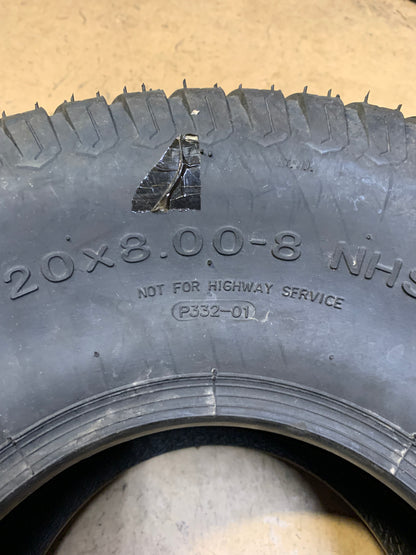 20x8.00-8 NHS
NOT FOR HIGHWAY SERVICE
P332-01